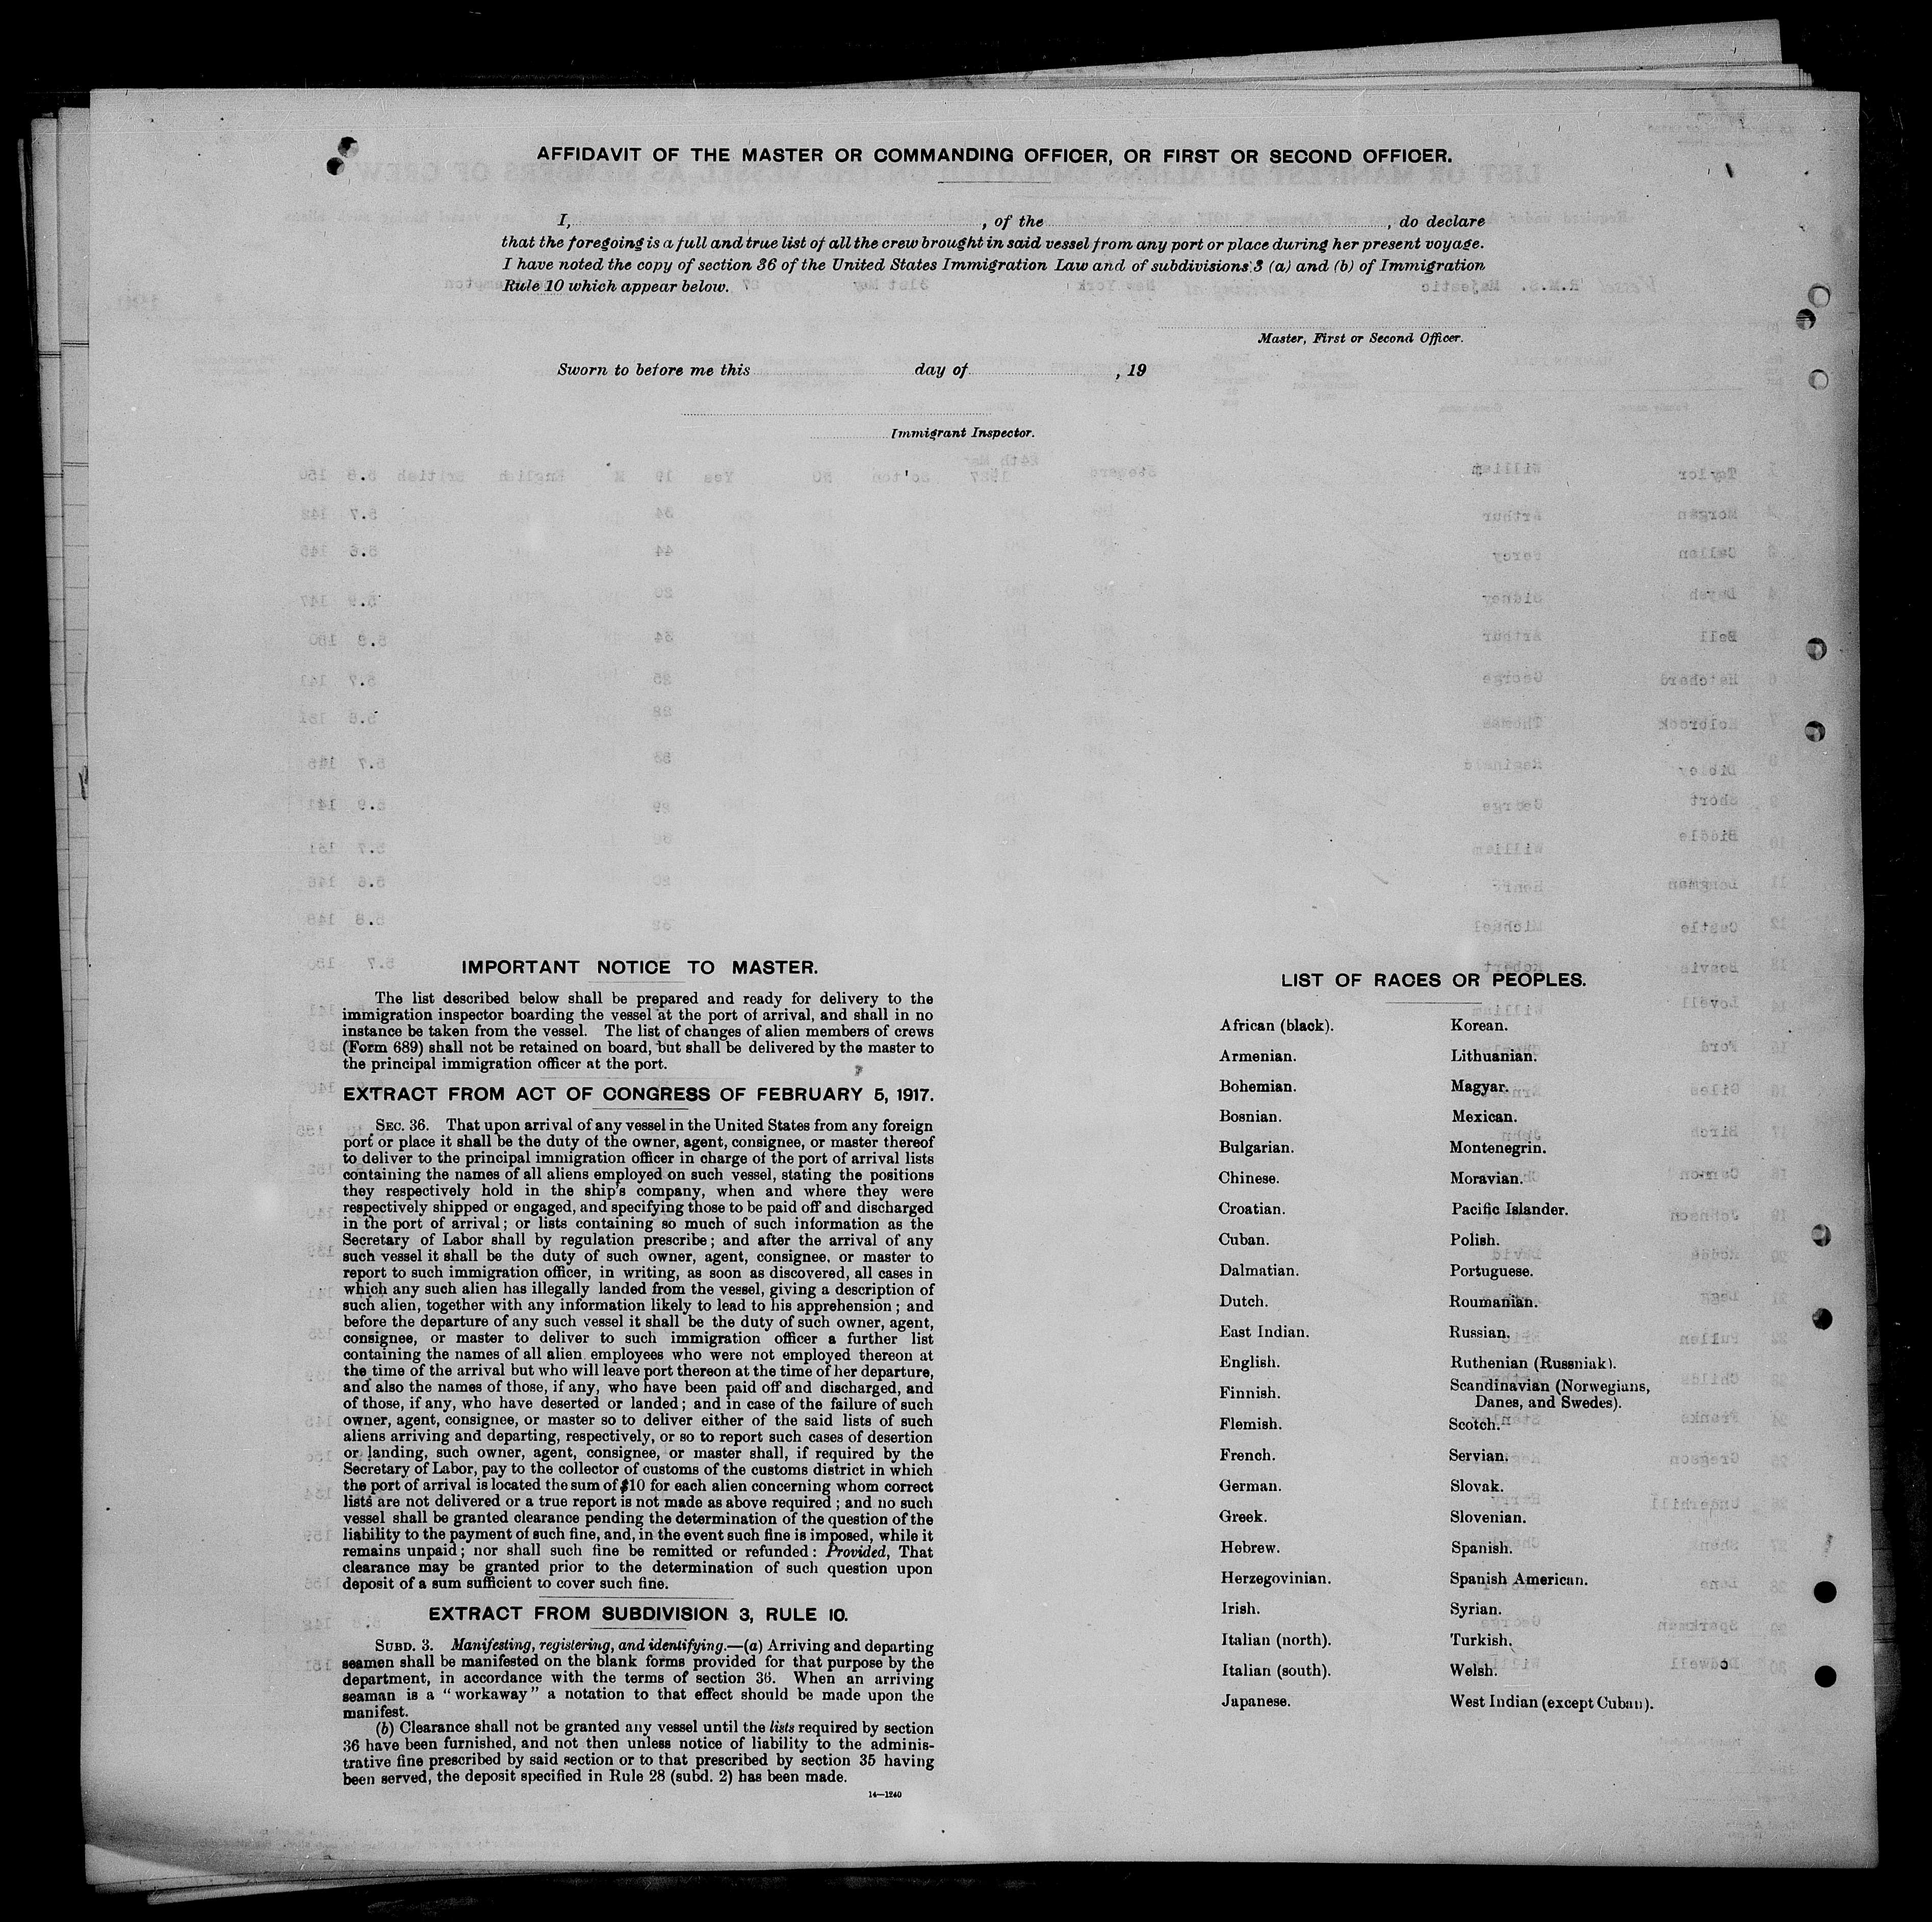 AFFIDAVIT OF THE MASTER OR COMMANDING OFFICER, OR FIRST OR SECOND OFFICER.
I, , of the , do declare
that the foregoing is a full and true list of all the crew brought in said vessel from any port or place during her present voyage.
I have noted the copy of section 36 of the United States Immigration Law and of subdivisions 3 (a) and (b) of Immigration
Rule 10 which appear below.
Master, First or Second Officer.
Sworn to before me this day of , 19
Immigrant Inspector.
IMPORTANT NOTICE TO MASTER.
The list described below shall be prepared and ready for delivery to the
immigration inspector boarding the vessel at the port of arrival, and shall in no
instance be taken from the vessel. The list of changes of alien members of crews
(Form 689) shall not be retained on board, but shall be delivered by the master to
the principal immigration officer at the port.
EXTRACT FROM ACT OF CONGRESS OF FEBRUARY 5, 1917.
SEC. 36. That upon arrival of any vessel in the United States from any foreign
port or place it shall be the duty of the owner, agent, consignee, or master thereof
to deliver to the principal immigration officer in charge of the port of arrival lists
containing the names of all aliens employed on such vessel, stating the positions
they respectively hold in the ship's company, when and where they were
respectively shipped or engaged, and specifying those to be paid off and discharged
in the port of arrival; or lists containing so much of such information as the
Secretary of Labor shall by regulation prescribe; and after the arrival of any
such vessel it shall be the duty of such owner, agent, consignee, or master to
report to such immigration officer, in writing, as soon as discovered, all cases in
which any such alien has illegally landed from the vessel, giving a description of
such alien, together with any information likely to lead to his apprehension; and
before the departure of any such vessel it shall be the duty of such owner, agent,
consignee, or master to deliver to such immigration officer a further list
containing the names of all alien employees who were not employed thereon at
the time of the arrival but who will leave port thereon at the time of her departure,
and also the names of those, if any, who have been paid off and discharged, and
of those, if any, who have deserted or landed; and in case of the failure of such
owner, agent, consignee, or master so to deliver either of the said lists of such
aliens arriving and departing, respectively, or so to report such cases of desertion
or landing, such owner, agent, consignee, or master shall, if required by the
Secretary of Labor, pay to the collector of customs of the customs district in which
the port of arrival is located the sum of $10 for each alien concerning whom correct
lists are not delivered or a true report is not made as above required; and no such
vessel shall be granted clearance pending the determination of the question of the
liability to the payment of such fine, and, in the event such fine is imposed, while it
remains unpaid; nor shall such fine be remitted or refunded: Provided, That
clearance may be granted prior to the determination of such question upon
deposit of a sum sufficient to cover such fine.
EXTRACT FROM SUBDIVISION 3, RULE 10.
SUBD. 3. Manifesting, registering, and identifying.—(a) Arriving and departing
seamen shall be manifested on the blank forms provided for that purpose by the
department, in accordance with the terms of section 36. When an arriving
seaman is a "workaway" a notation to that effect should be made upon the
manifest.
(b) Clearance shall not be granted any vessel until the lists required by section
36 have been furnished, and not then unless notice of liability to the adminis-
trative fine prescribed by said section or to that prescribed by section 35 having
been served, the deposit specified in Rule 28 (subd. 2) has been made.
14—1240
LIST OF RACES OR PEOPLES.
African (black).
Armenian.
Bohemian.
Bosnian.
Bulgarian.
Chinese.
Croatian.
Cuban.
Dalmatian.
Dutch.
East Indian.
English.
Finnish.
Flemish.
French.
German.
Greek.
Hebrew.
Herzegovinian.
Irish.
Italian (north).
Italian (south).
Japanese.
Korean.
Lithuanian.
Magyar.
Mexican.
Montenegrin.
Moravian.
Pacific Islander.
Polish.
Portuguese.
Roumanian.
Russian.
Ruthenian (Russniak).
Scandinavian (Norwegians,
Danes, and Swedes).
Scotch.
Servian.
Slovak.
Slovenian.
Spanish.
Spanish American.
Syrian.
Turkish.
Welsh.
West Indian (except Cuban).